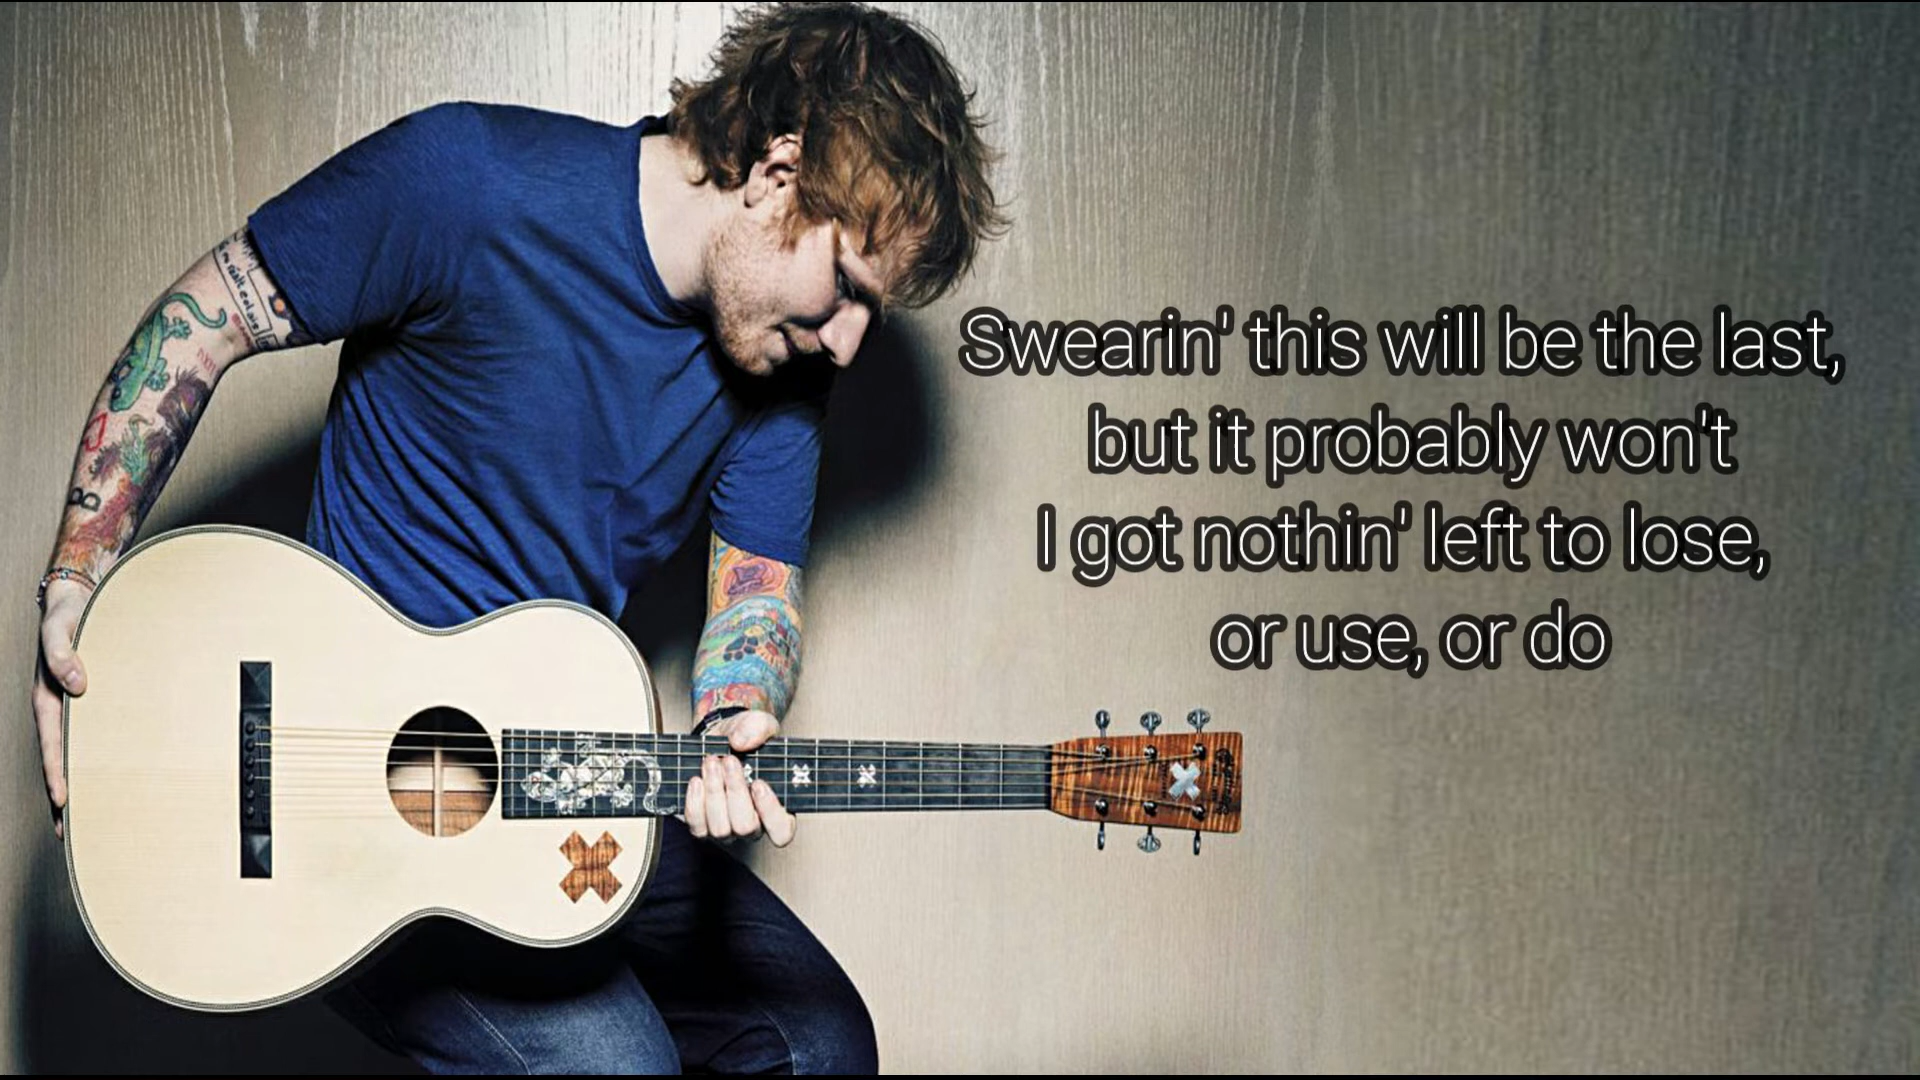 Swearin' this will be the last,
but it probably won't
I got nothin' left to lose,
or use, or do